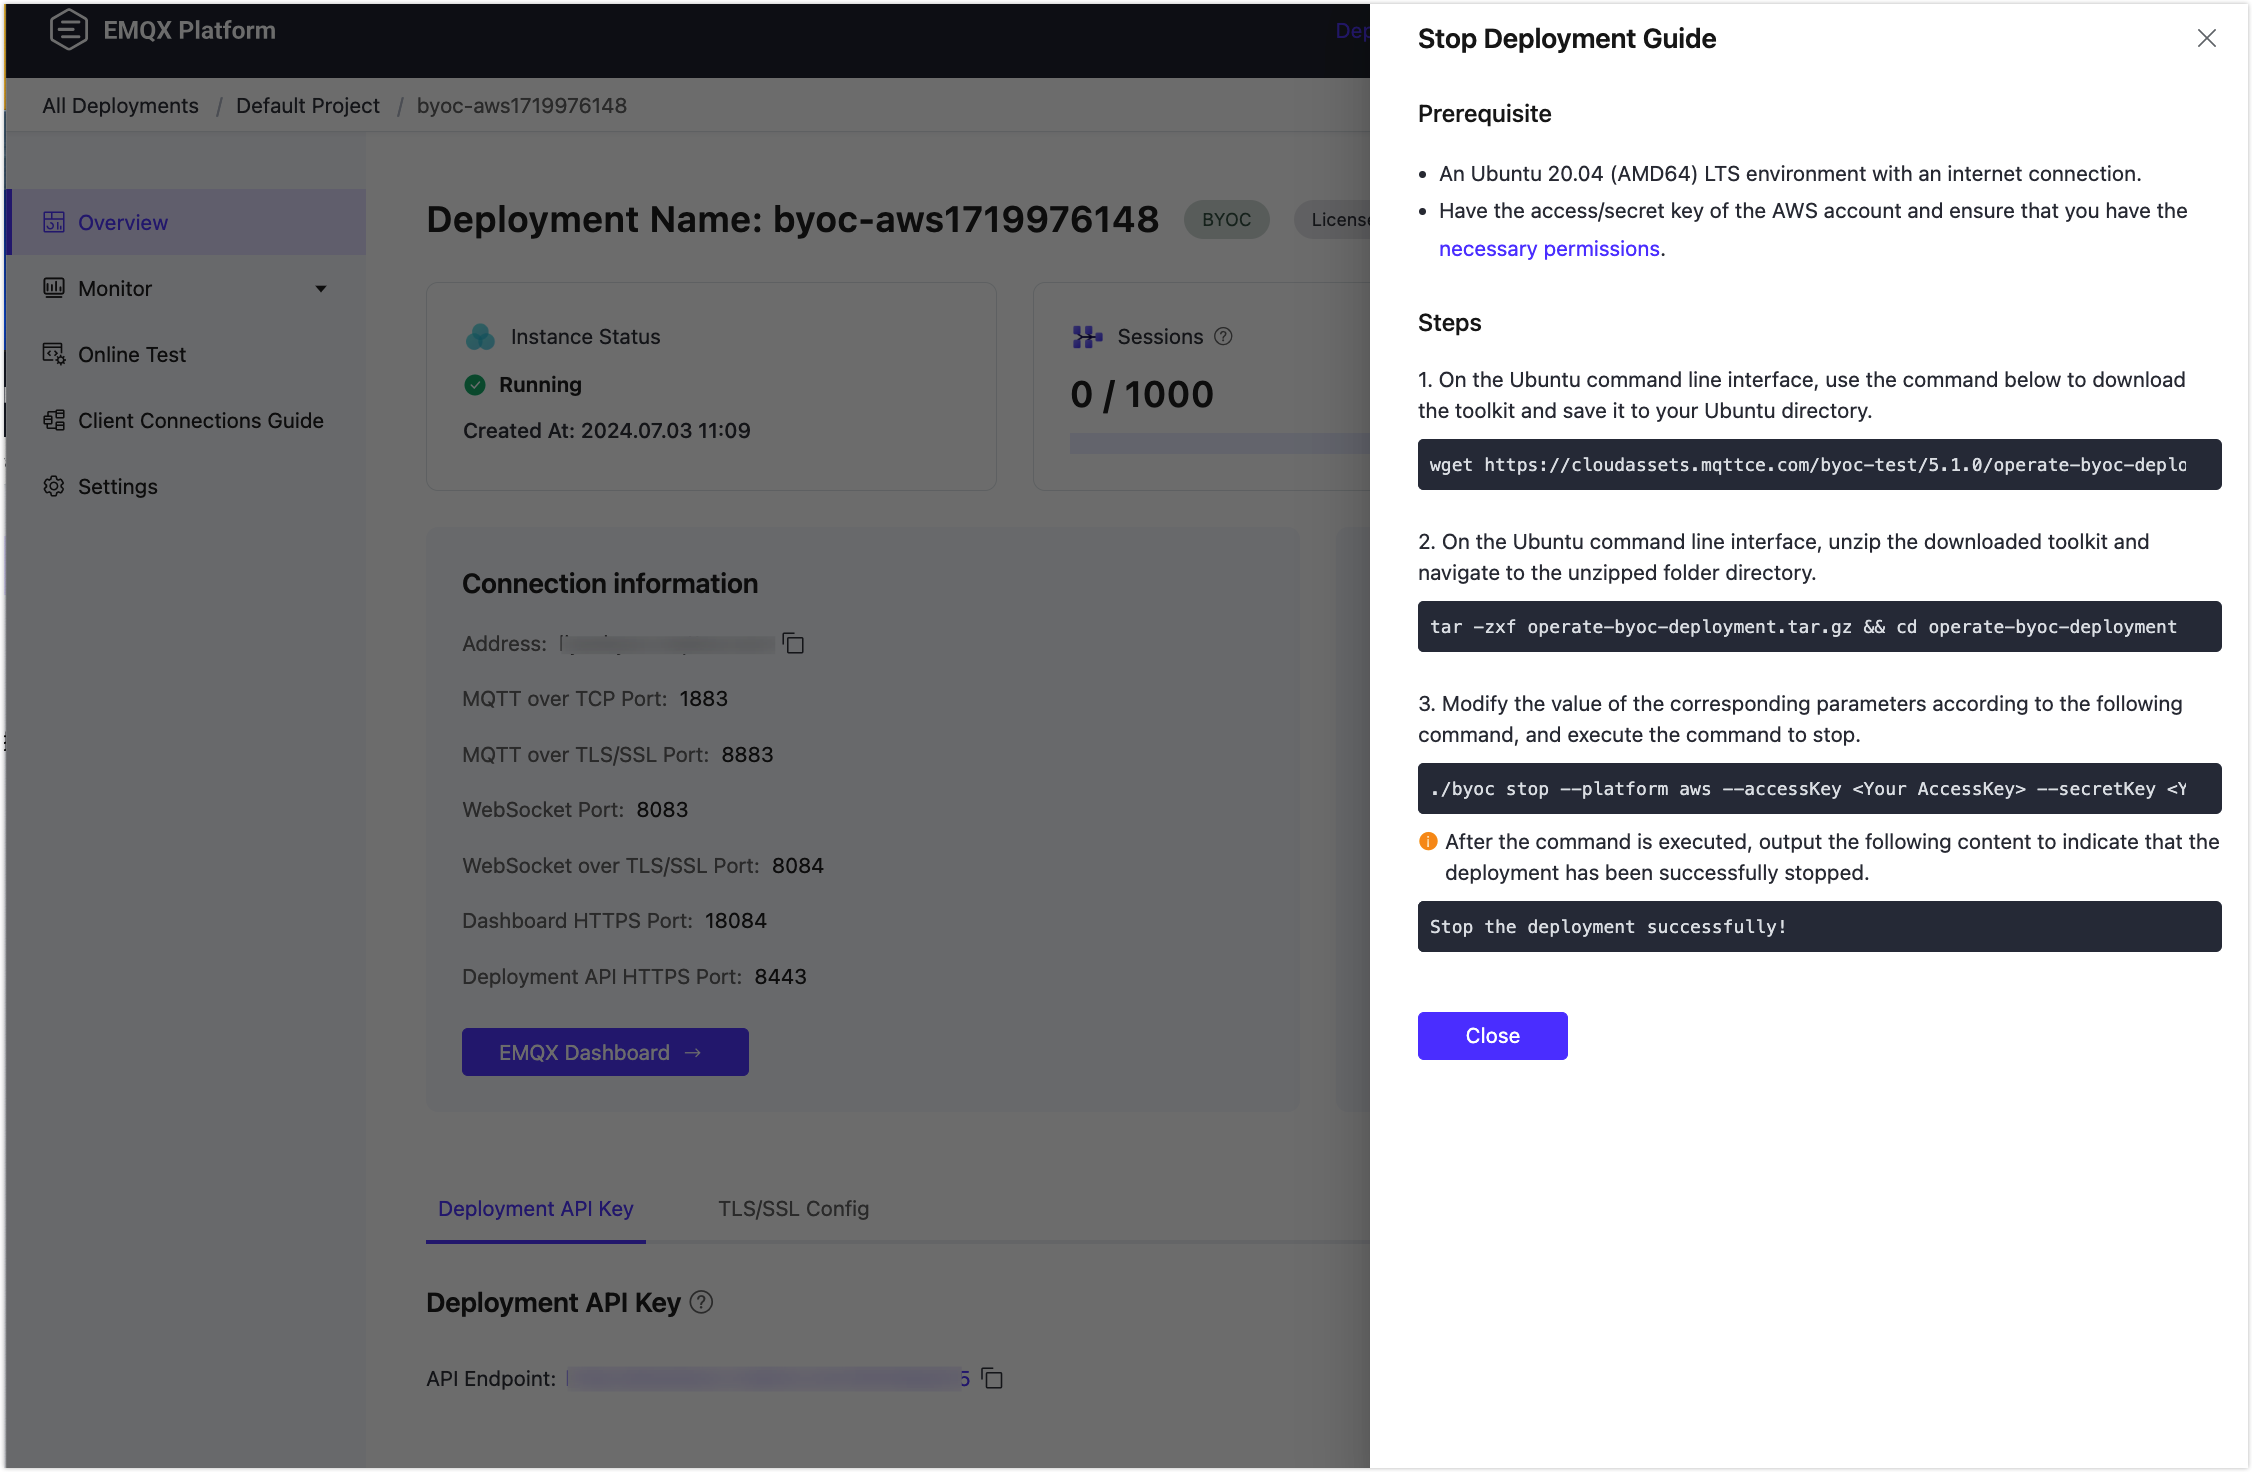 EMQX Platform
All Deployments / Default Project / byoc-aws1719976148
Overview
Monitor
Online Test
Client Connections Guide
Settings
Deployment Name: byoc-aws1719976148
BYOC
Instance Status
Running
Created At: 2024.07.03 11:09
Sessions
0 / 1000
Connection information
Address:
MQTT over TCP Port: 1883
MQTT over TLS/SSL Port: 8883
WebSocket Port: 8083
WebSocket over TLS/SSL Port: 8084
Dashboard HTTPS Port: 18084
Deployment API HTTPS Port: 8443
EMQX Dashboard →
Deployment API Key
TLS/SSL Config
Deployment API Key
API Endpoint: 5
Stop Deployment Guide
Prerequisite
• An Ubuntu 20.04 (AMD64) LTS environment with an internet connection.
• Have the access/secret key of the AWS account and ensure that you have the
necessary permissions.
Steps
1. On the Ubuntu command line interface, use the command below to download
the toolkit and save it to your Ubuntu directory.
wget https://cloudassets.mqttce.com/byoc-test/5.1.0/operate-byoc-deplo
2. On the Ubuntu command line interface, unzip the downloaded toolkit and
navigate to the unzipped folder directory.
tar -zxf operate-byoc-deployment.tar.gz && cd operate-byoc-deployment
3. Modify the value of the corresponding parameters according to the following
command, and execute the command to stop.
./byoc stop --platform aws --accessKey <Your AccessKey> --secretKey <Y
After the command is executed, output the following content to indicate that the
deployment has been successfully stopped.
Stop the deployment successfully!
Close